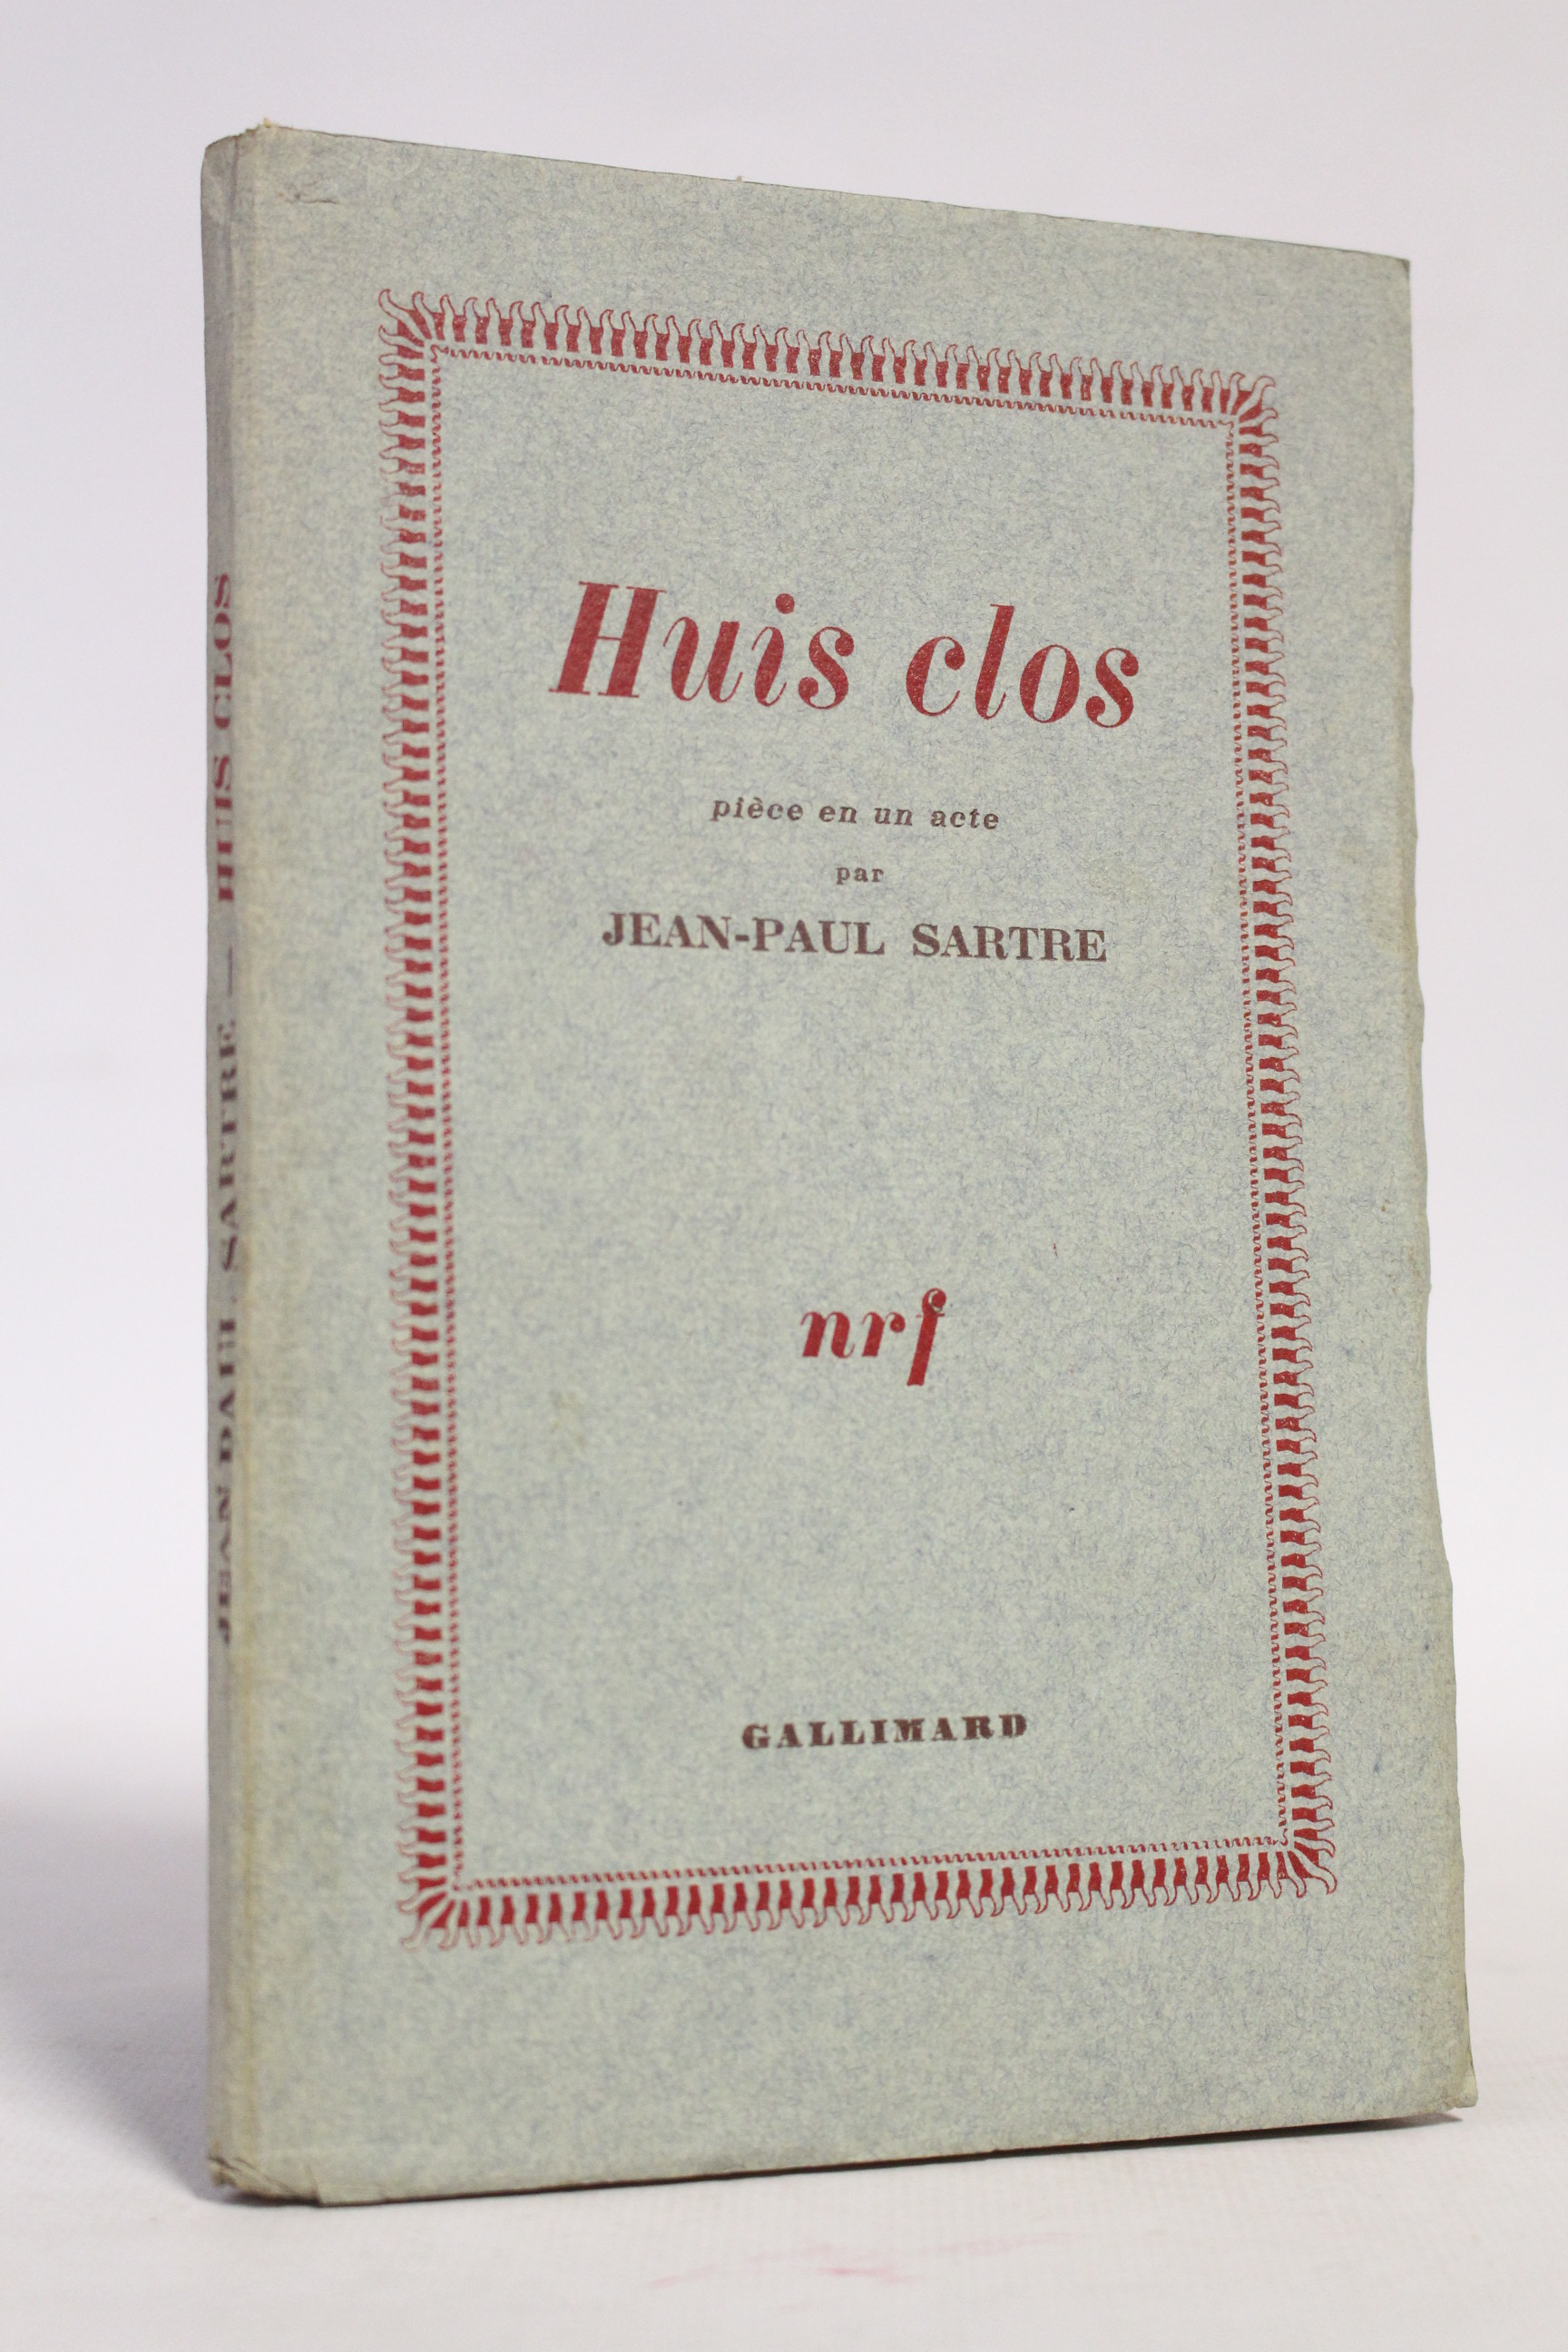 Huis clos
pièce en un acte
par
JEAN-PAUL SARTRE
nrf
GALLIMARD
JEAN-PAUL SARTRE — HUIS CLOS